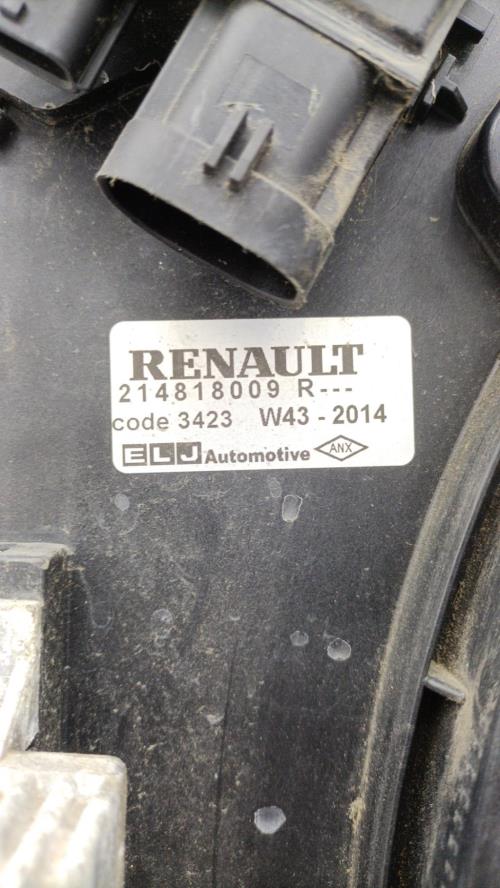 RENAULT
214818009 R---
code 3423 W43 - 2014
ELJ Automotive ANX